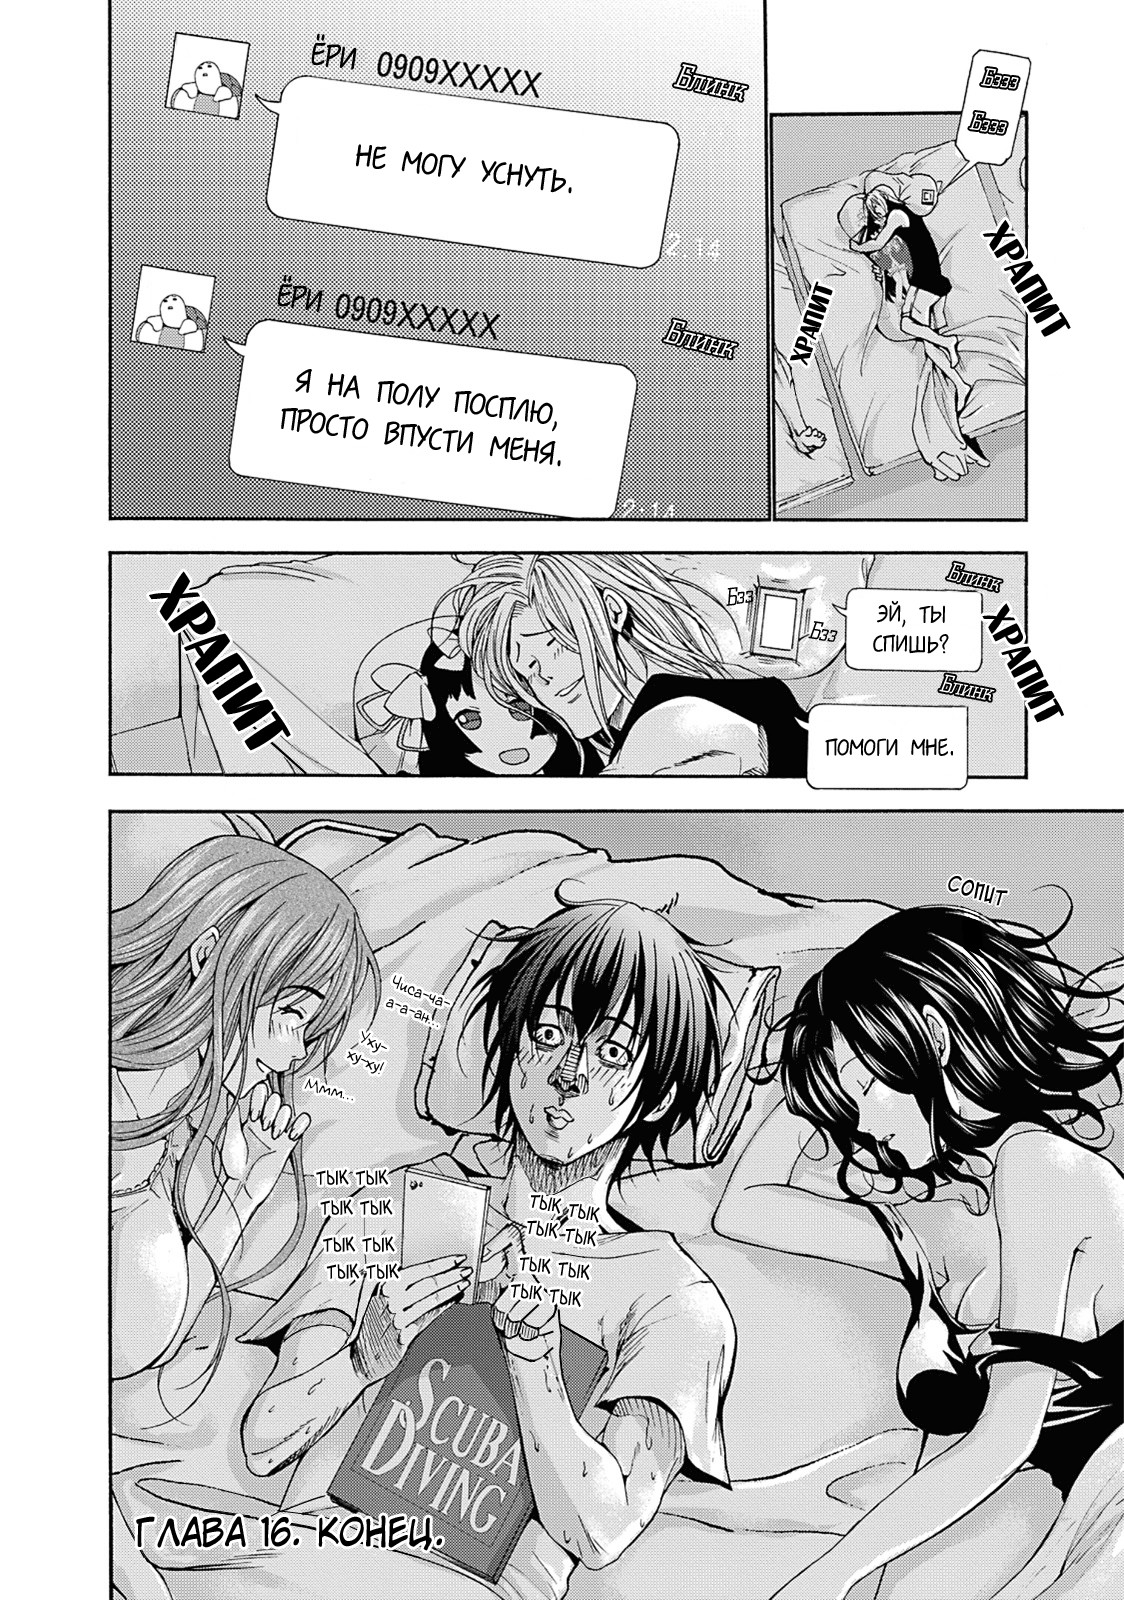 ЁРИ 0909XXXXX
БЛИНК
НЕ МОГУ УСНУТЬ.
2:14
ЁРИ 0909XXXXX
БЛИНК
Я НА ПОЛУ ПОСПЛЮ,
ПРОСТО ВПУСТИ МЕНЯ.
2:14
БЗЗЗ
БЗЗЗ
ХРАПИТ
ХРАПИТ
ХРАПИТ
БЗЗ
БЗЗ
БЛИНК
ЭЙ, ТЫ
СПИШЬ?
БЛИНК
ПОМОГИ МНЕ.
ХРАПИТ
СОПИТ
Чиса-ча-
а-а-ан...
Уху-
ху-ху!
Ммм...
ТЫК ТЫК
ТЫК ТЫК
ТЫК ТЫК
ТЫК ТЫК
ТЫК ТЫК
ТЫК-ТЫК
ТЫК ТЫК
ТЫК ТЫК
SCUBA
DIVING
ГЛАВА 16. КОНЕЦ.